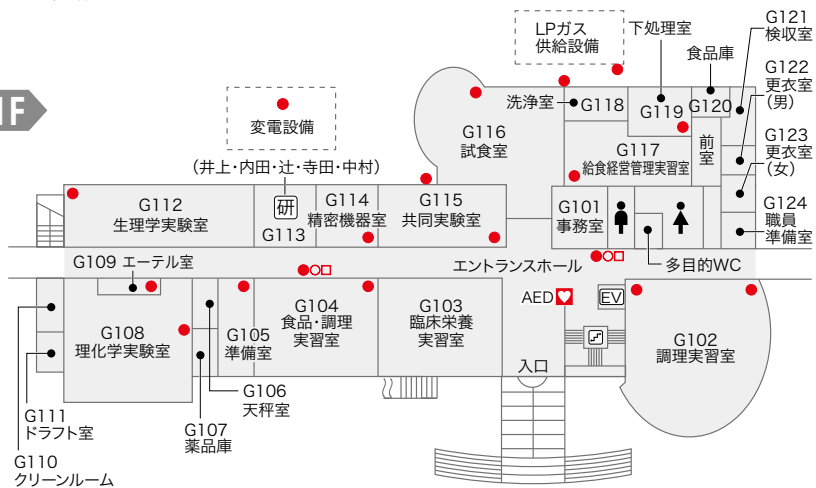 1F
変電設備
LPガス
供給設備
下処理室
食品庫
G121
検収室
G122
更衣室
(男)
G123
更衣室
(女)
G124
職員
準備室
洗浄室
G118
G119
G120
前
室
G116
試食室
G117
給食経営管理実習室
(井上・内田・辻・寺田・中村)
G112
生理学実験室
研
G113
G114
精密機器室
G115
共同実験室
G101
事務室
多目的WC
エントランスホール
G109 エーテル室
G108
理化学実験室
G105
準備室
G104
食品・調理
実習室
G103
臨床栄養
実習室
AED
EV
G102
調理実習室
入口
G106
天秤室
G107
薬品庫
G111
ドラフト室
G110
クリーンルーム